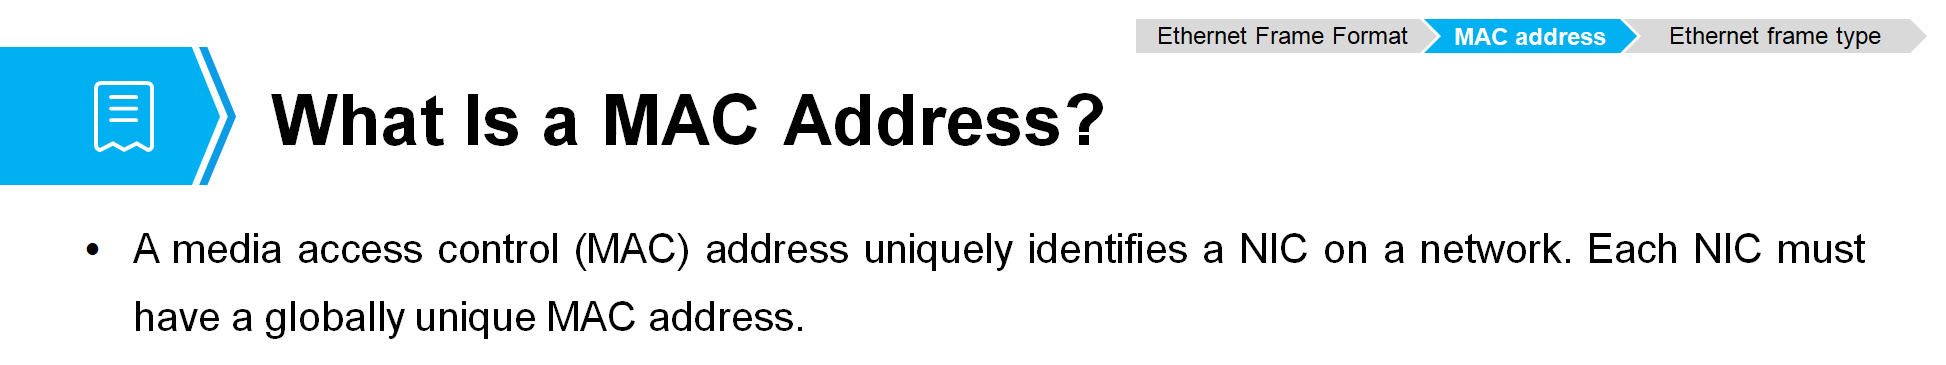 Ethernet Frame Format MAC address Ethernet frame type
What Is a MAC Address?
• A media access control (MAC) address uniquely identifies a NIC on a network. Each NIC must
have a globally unique MAC address.